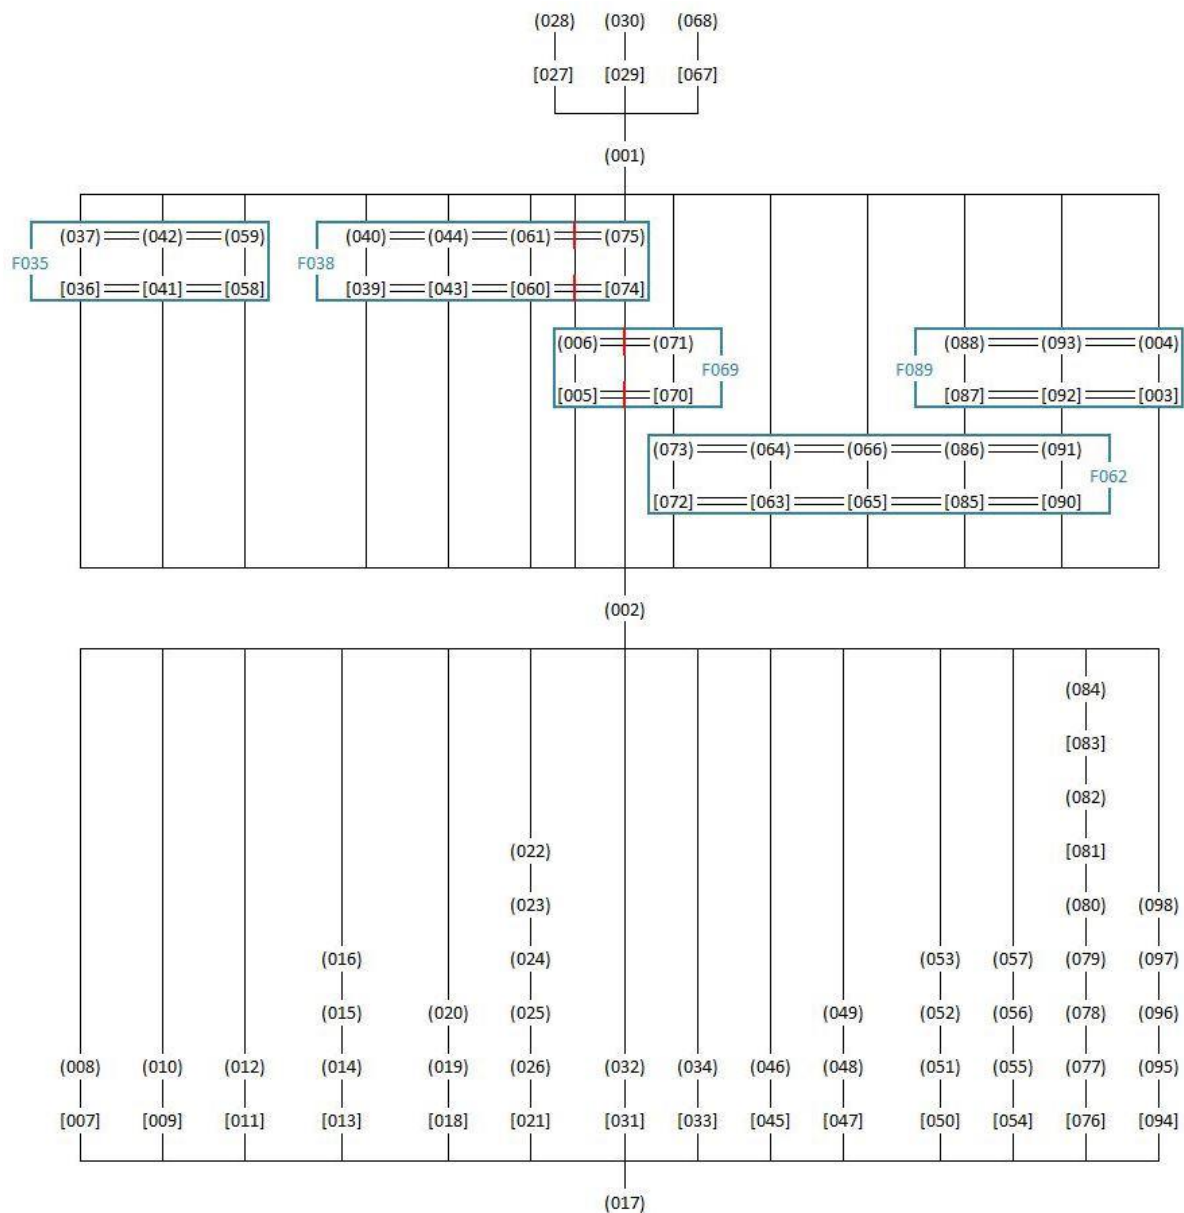 (028) (030) (068)
[027] [029] [067]
(001)
(037) (042) (059) (040) (044) (061) (075)
F035 F038
[036] [041] [058] [039] [043] [060] [074]
(006) (071) (088) (093) (004)
F069 F089
[005] [070] [087] [092] [003]
(073) (064) (066) (086) (091)
F062
[072] [063] [065] [085] [090]
(002)
(084)
[083]
(082)
(022) [081]
(023) (080) (098)
(016) (024) (053) (057) (079) (097)
(015) (020) (025) (049) (052) (056) (078) (096)
(008) (010) (012) (014) (019) (026) (032) (034) (046) (048) (051) (055) (077) (095)
[007] [009] [011] [013] [018] [021] [031] [033] [045] [047] [050] [054] [076] [094]
(017)